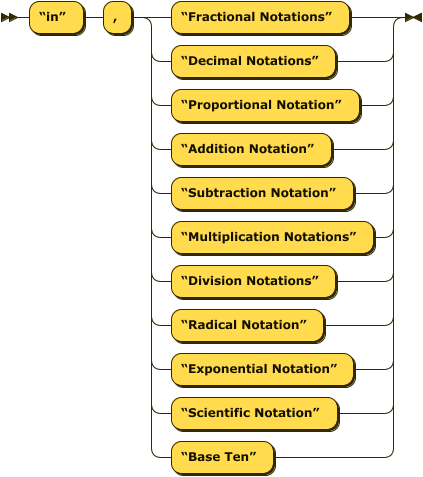 “in” , “Fractional Notations”
“Decimal Notations”
“Proportional Notation”
“Addition Notation”
“Subtraction Notation”
“Multiplication Notations”
“Division Notations”
“Radical Notation”
“Exponential Notation”
“Scientific Notation”
“Base Ten”